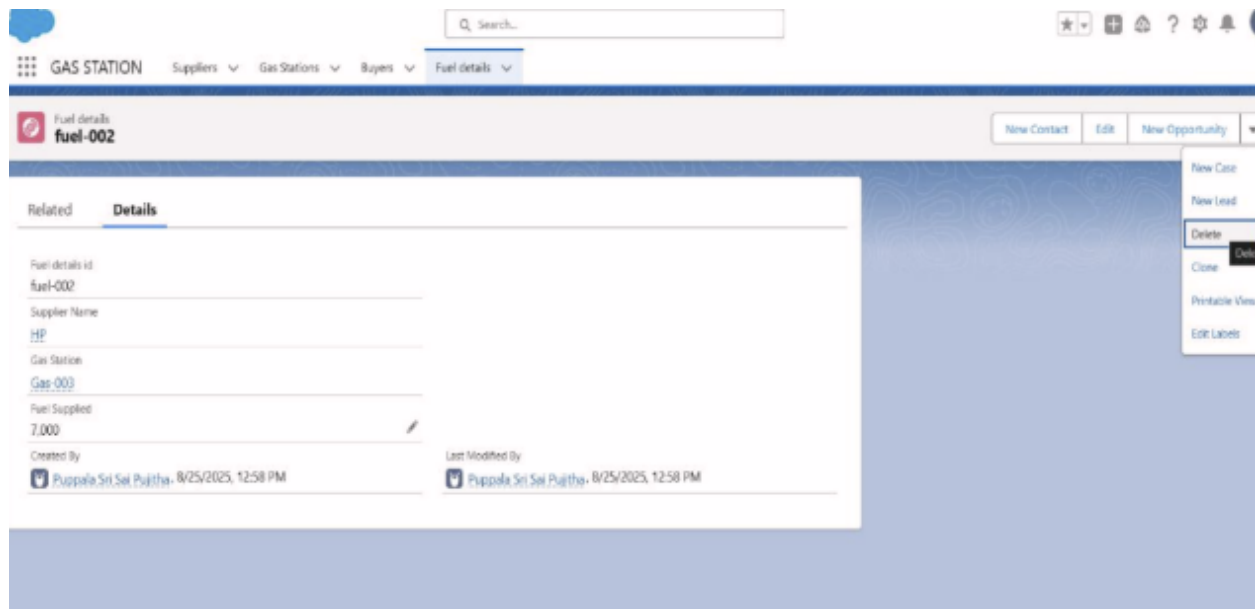 Search...
GAS STATION Suppliers Gas Stations Buyers Fuel details
Fuel details
fuel-002
New Contact Edit New Opportunity
New Case
New Lead
Delete
Clone
Printable View
Edit Labels
Related Details
Fuel details id
fuel-002
Supplier Name
HP
Gas Station
Gas-003
Fuel Supplied
7,000
Created By Last Modified By
Puppala Sri Sai Pujitha, 8/25/2025, 12:58 PM Puppala Sri Sai Pujitha, 8/25/2025, 12:58 PM